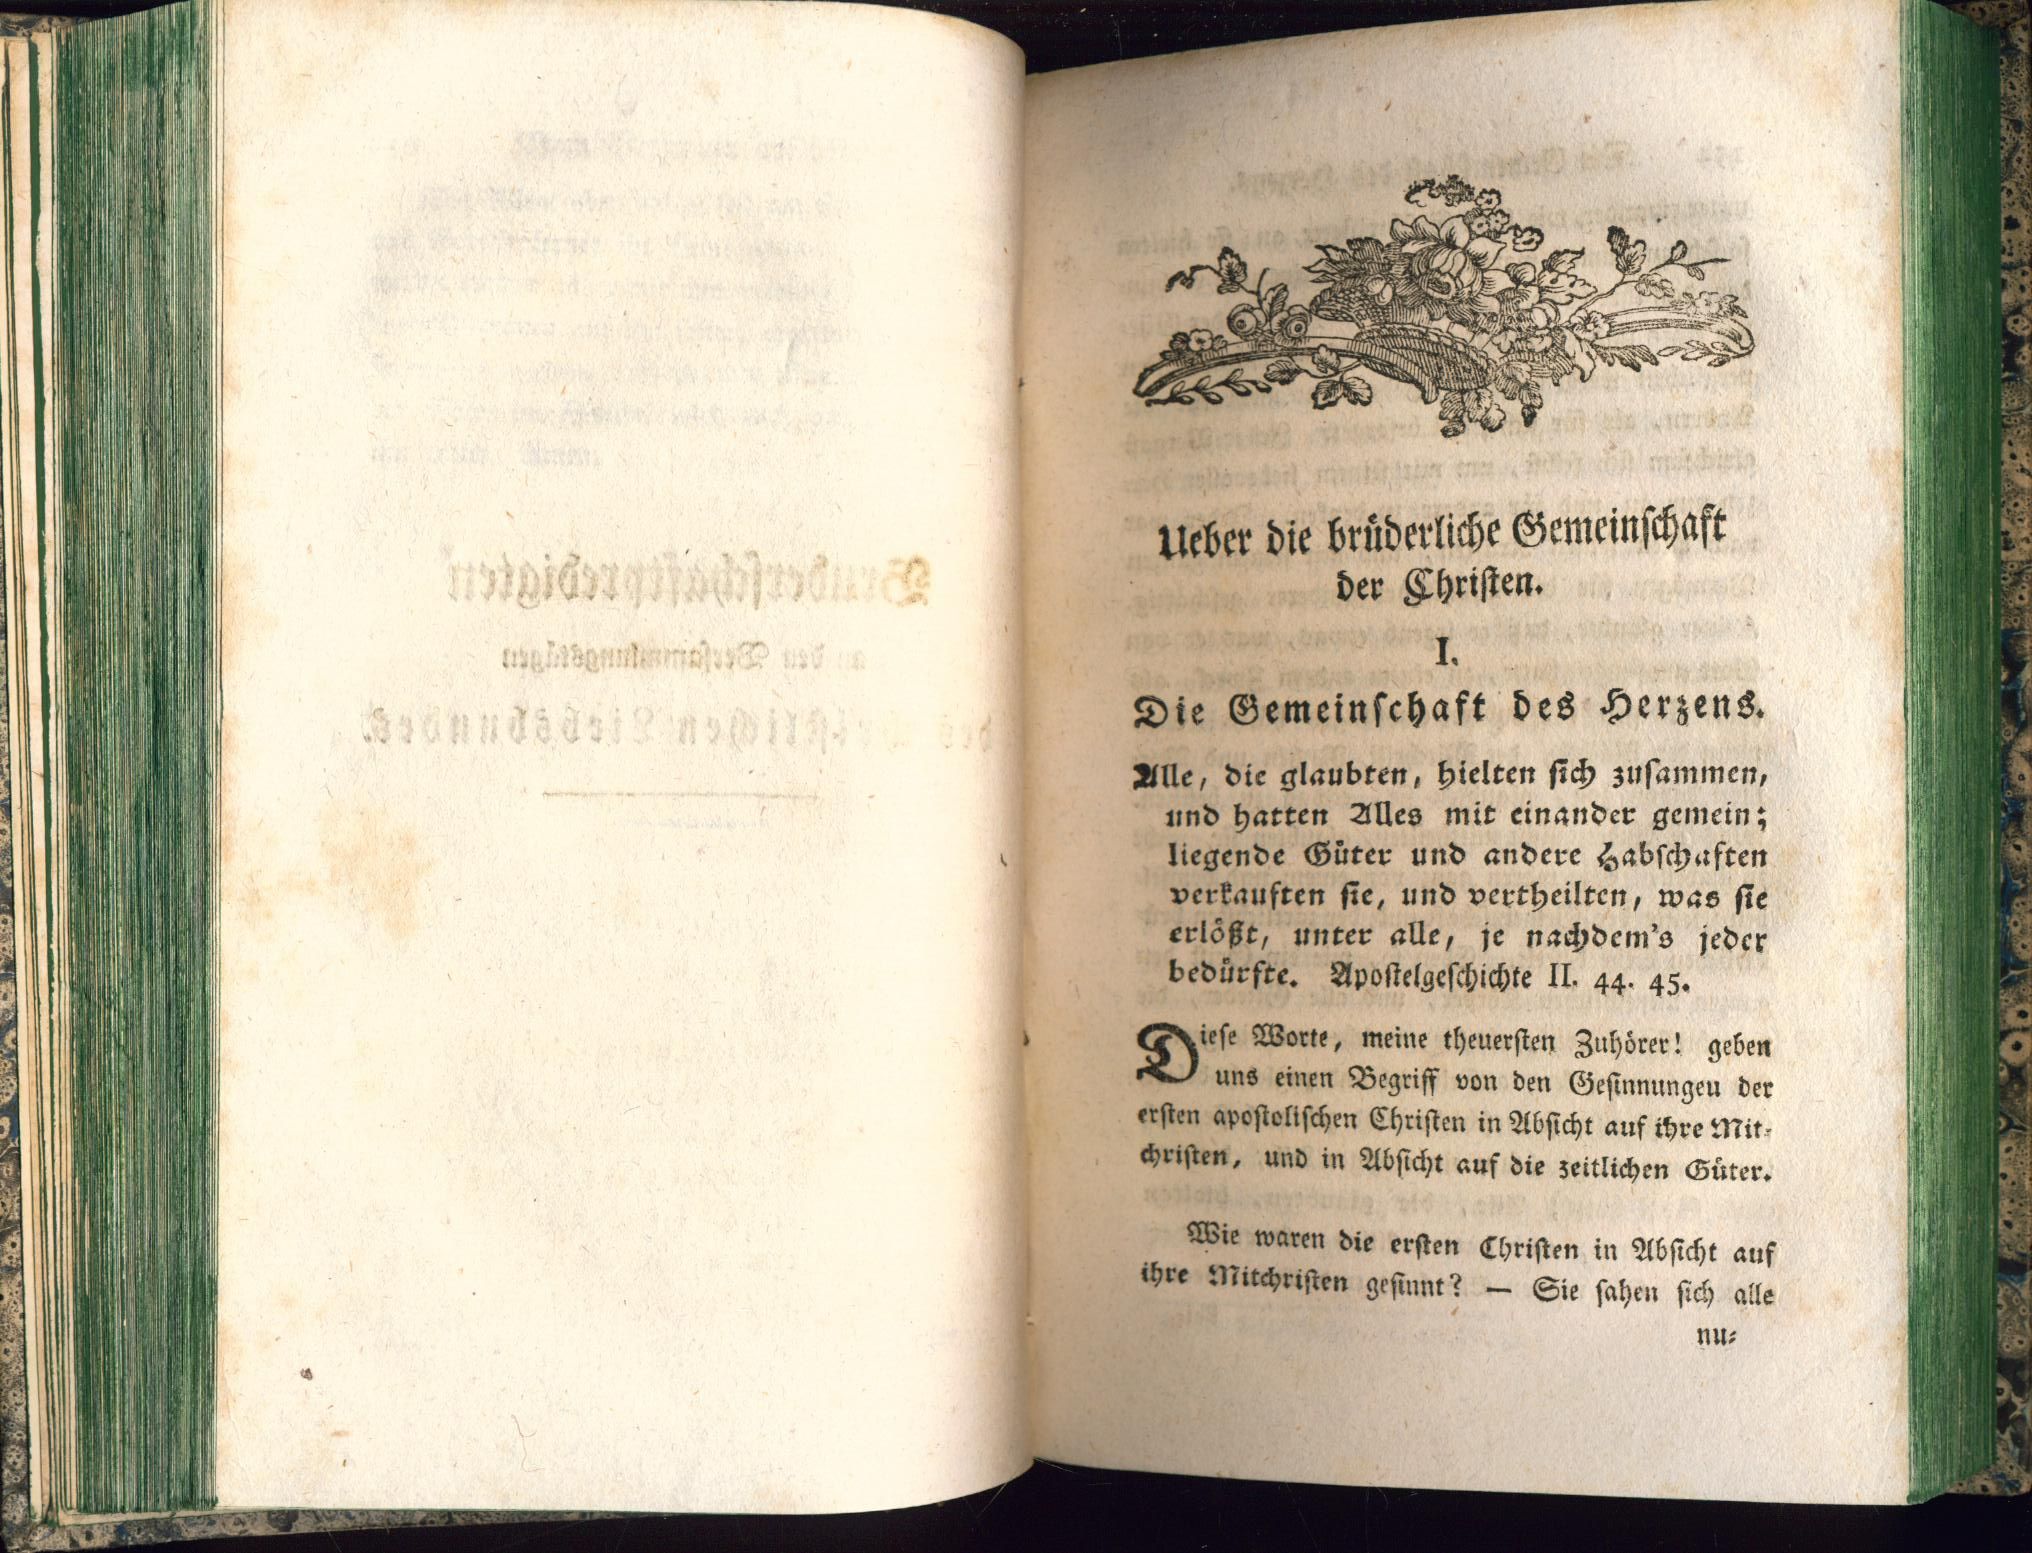 Ueber die brüderliche Gemeinſchaft
der Chriſten.
I.
Die Gemeinſchaft des Herzens.
Alle, die glaubten, hielten ſich zuſammen,
und hatten Alles mit einander gemein;
liegende Güter und andere Habſchaften
verkauften ſie, und vertheilten, was ſie
erlößt, unter alle, je nachdem's jeder
bedürfte. Apoſtelgeſchichte II. 44. 45.
Dieſe Worte, meine theuerſten Zuhörer! geben
uns einen Begriff von den Geſinnungeu der
erſten apoſtoliſchen Chriſten in Abſicht auf ihre Mit-
chriſten, und in Abſicht auf die zeitlichen Güter.
Wie waren die erſten Chriſten in Abſicht auf
ihre Mitchriſten geſinnt? — Sie ſahen ſich alle
nu-